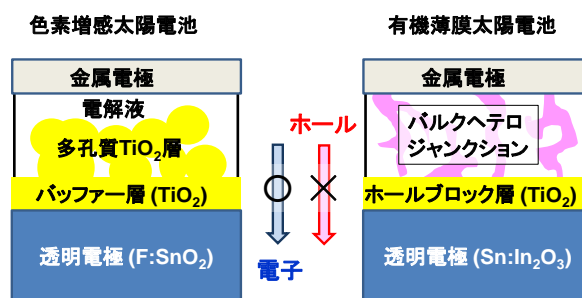 色素増感太陽電池
金属電極
電解液
多孔質TiO₂層
バッファー層 (TiO₂)
透明電極 (F:SnO₂)
ホール
電子
有機薄膜太陽電池
金属電極
バルクヘテロ
ジャンクション
ホールブロック層 (TiO₂)
透明電極 (Sn:In₂O₃)